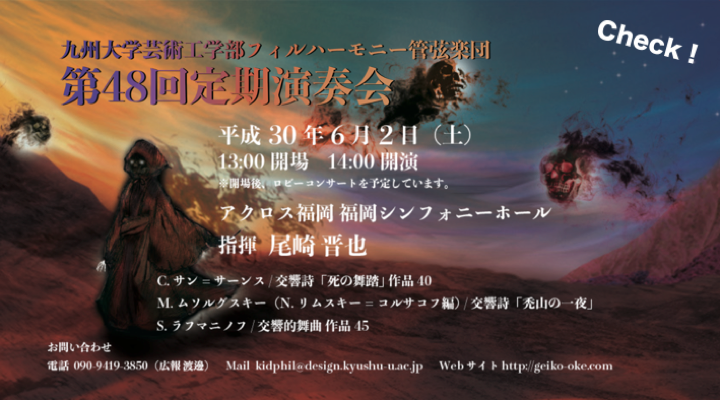 Check !
九州大学芸術工学部フィルハーモニー管弦楽団
第48回定期演奏会
平成 30 年 6 月 2 日（土）
13:00 開場　14:00 開演
※開場後、ロビーコンサートを予定しています。
アクロス福岡 福岡シンフォニーホール
指揮 尾崎 晋也
C. サン＝サーンス / 交響詩「死の舞踏」作品 40
M. ムソルグスキー（N. リムスキー＝コルサコフ編）/ 交響詩「禿山の一夜」
S. ラフマニノフ / 交響的舞曲 作品 45
お問い合わせ
電話 090-9419-3850（広報 渡邊）　Mail kidphil@design.kyushu-u.ac.jp　Web サイト http://geiko-oke.com